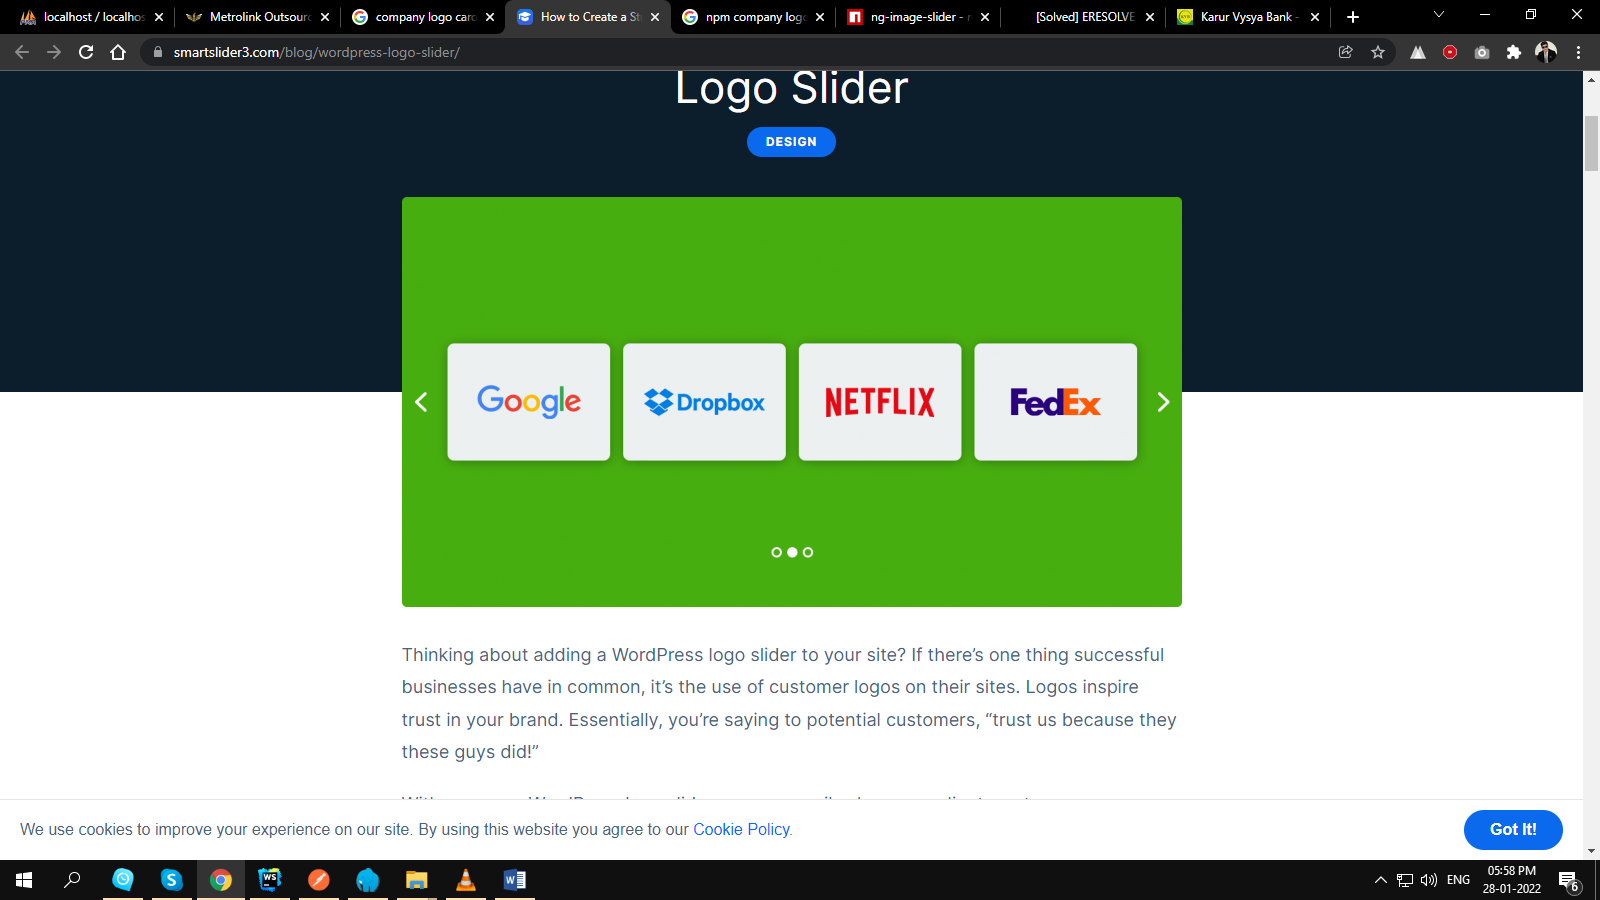 localhost / localhos
Metrolink Outsourc
company logo caro
How to Create a St
npm company logo
ng-image-slider - n
[Solved] ERESOLVE
Karur Vysya Bank -
smartslider3.com/blog/wordpress-logo-slider/
Logo Slider
DESIGN
Google
Dropbox
NETFLIX
FedEx
Thinking about adding a WordPress logo slider to your site? If there’s one thing successful
businesses have in common, it’s the use of customer logos on their sites. Logos inspire
trust in your brand. Essentially, you’re saying to potential customers, “trust us because they
these guys did!”
We use cookies to improve your experience on our site. By using this website you agree to our Cookie Policy.
Got It!
ENG
05:58 PM
28-01-2022
6